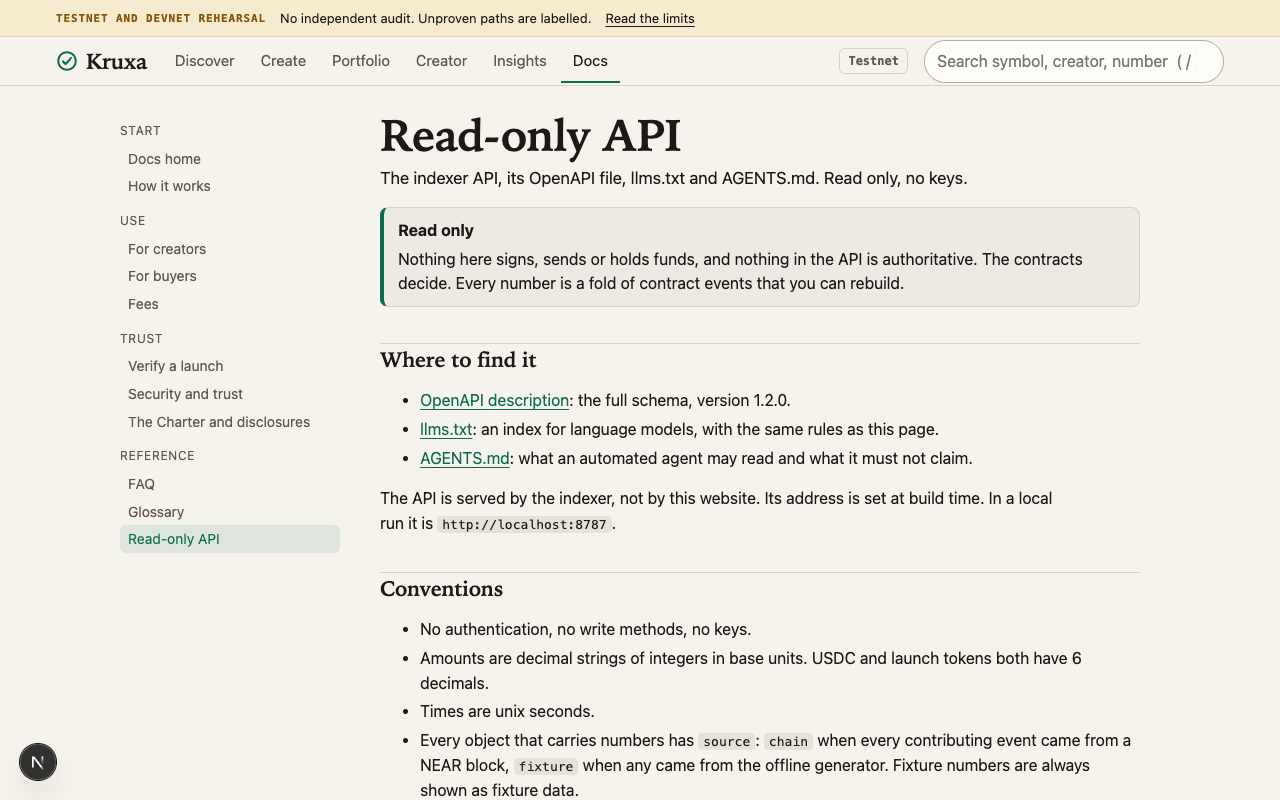 TESTNET AND DEVNET REHEARSAL No independent audit. Unproven paths are labelled. Read the limits
Kruxa Discover Create Portfolio Creator Insights Docs Testnet Search symbol, creator, number ( /
START
Docs home
How it works
USE
For creators
For buyers
Fees
TRUST
Verify a launch
Security and trust
The Charter and disclosures
REFERENCE
FAQ
Glossary
Read-only API
Read-only API
The indexer API, its OpenAPI file, llms.txt and AGENTS.md. Read only, no keys.
Read only
Nothing here signs, sends or holds funds, and nothing in the API is authoritative. The contracts
decide. Every number is a fold of contract events that you can rebuild.
Where to find it
• OpenAPI description: the full schema, version 1.2.0.
• llms.txt: an index for language models, with the same rules as this page.
• AGENTS.md: what an automated agent may read and what it must not claim.
The API is served by the indexer, not by this website. Its address is set at build time. In a local
run it is http://localhost:8787.
Conventions
• No authentication, no write methods, no keys.
• Amounts are decimal strings of integers in base units. USDC and launch tokens both have 6
decimals.
• Times are unix seconds.
• Every object that carries numbers has source: chain when every contributing event came from a
NEAR block, fixture when any came from the offline generator. Fixture numbers are always
shown as fixture data.
N